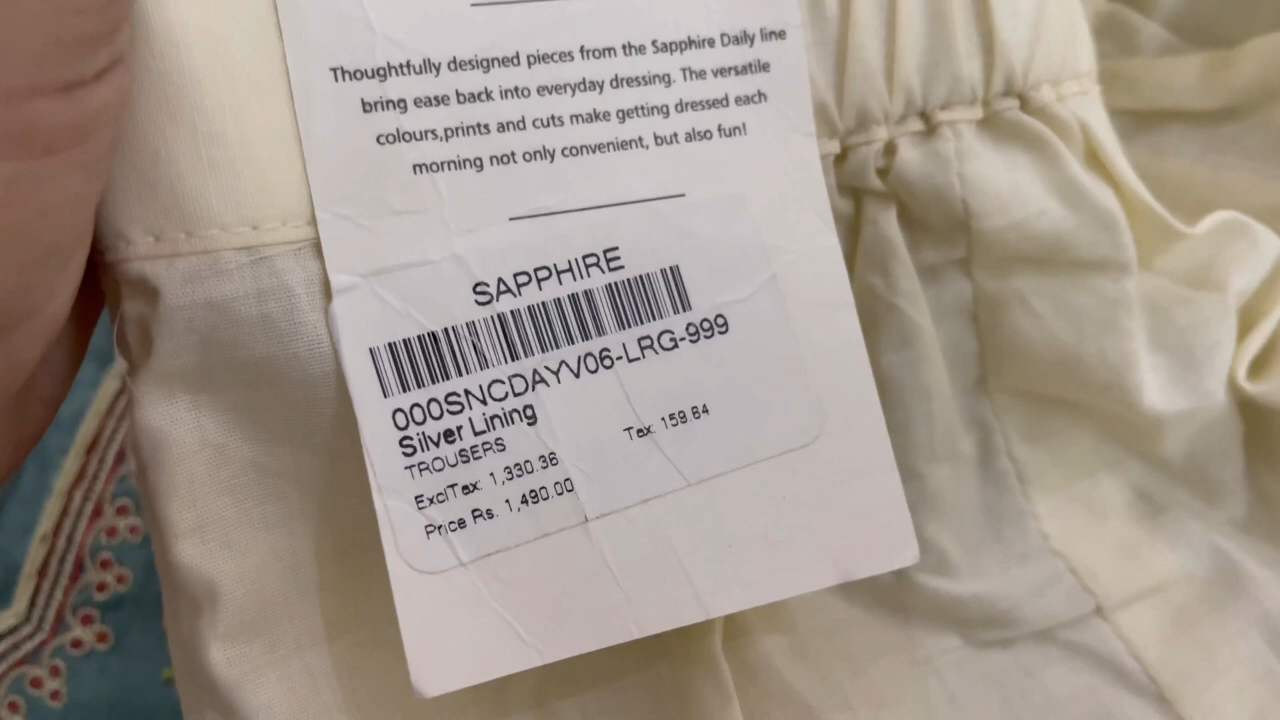 Thoughtfully designed pieces from the Sapphire Daily line
bring ease back into everyday dressing. The versatile
colours,prints and cuts make getting dressed each
morning not only convenient, but also fun!
SAPPHIRE
000SNCDAYV06-LRG-999
Silver Lining
TROUSERS
ExclTax: 1,330.36 Tax: 159.64
Price Rs. 1,490.00